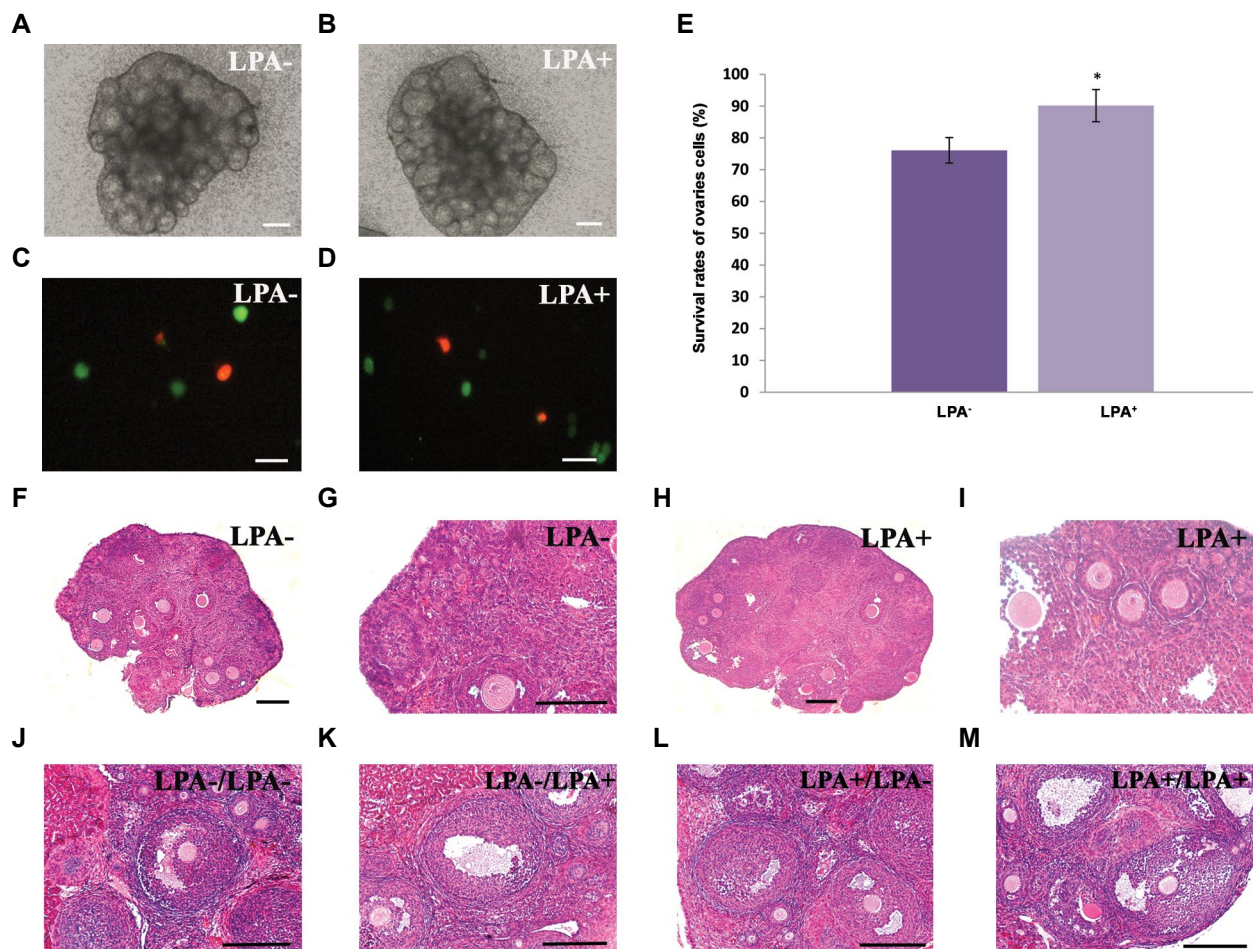 A
B
E
LPA-
LPA+
C
D
LPA-
LPA+
Survival rates of ovaries cells (%)
100
90
80
70
60
50
40
30
20
10
0
*
LPA⁻
LPA⁺
F
G
H
I
LPA-
LPA-
LPA+
LPA+
J
K
L
M
LPA-/LPA-
LPA-/LPA+
LPA+/LPA-
LPA+/LPA+